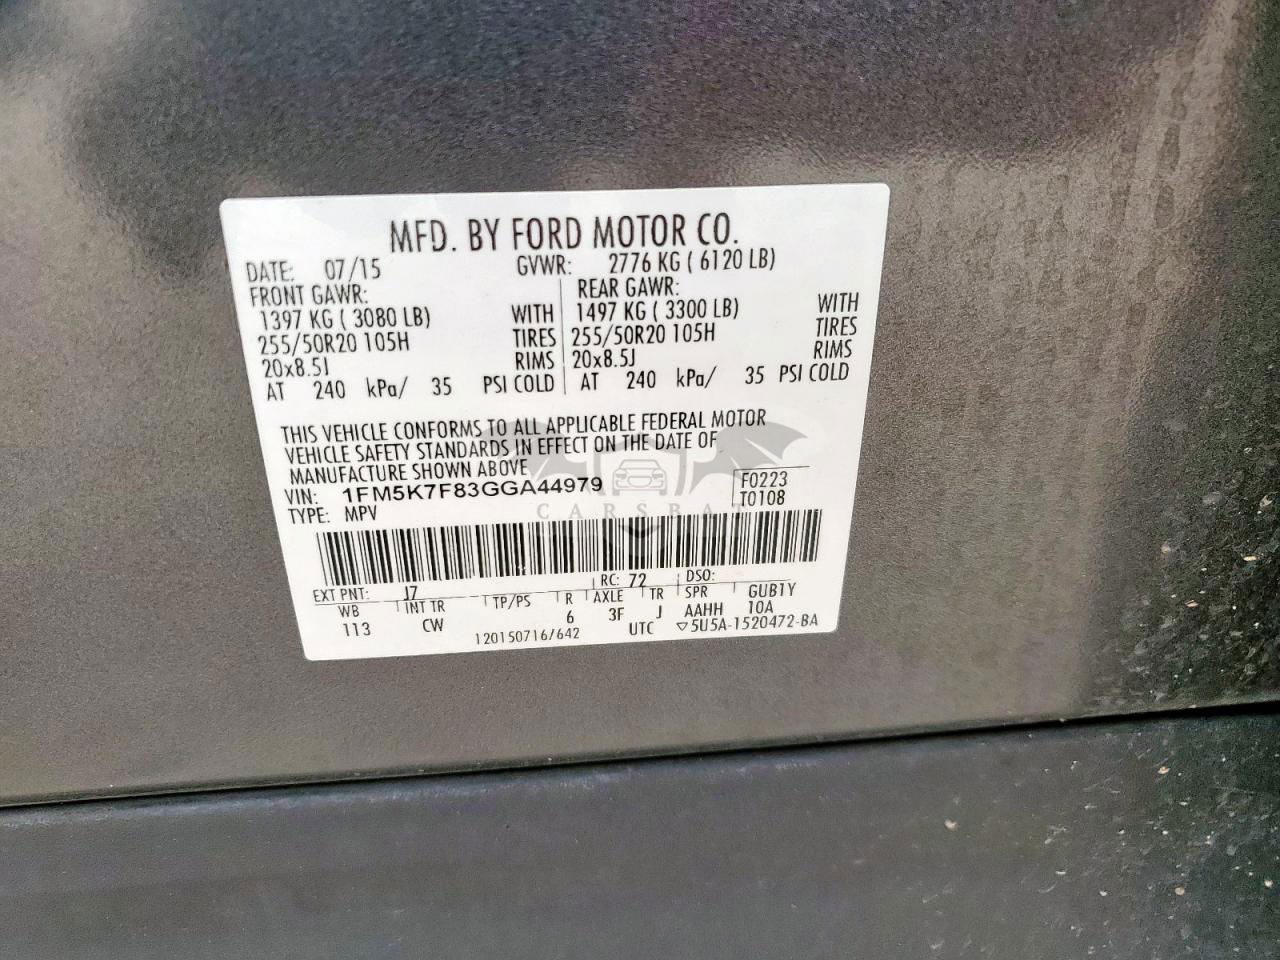 MFD. BY FORD MOTOR CO.
DATE: 07/15 GVWR: 2776 KG ( 6120 LB)
FRONT GAWR: REAR GAWR:
1397 KG ( 3080 LB) WITH 1497 KG ( 3300 LB) WITH
255/50R20 105H TIRES 255/50R20 105H TIRES
20x8.5J RIMS 20x8.5J RIMS
AT 240 kPa/ 35 PSI COLD AT 240 kPa/ 35 PSI COLD
THIS VEHICLE CONFORMS TO ALL APPLICABLE FEDERAL MOTOR
VEHICLE SAFETY STANDARDS IN EFFECT ON THE DATE OF
MANUFACTURE SHOWN ABOVE
VIN: 1FM5K7F83GGA44979 F0223
TYPE: MPV T0108
CARSBAT
EXT PNT: J7 RC: 72 DSO:
WB INT TR TP/PS R AXLE TR SPR GUB1Y
113 CW 6 3F J AAHH 10A
120150716/642 UTC ▽5U5A-1520472-BA